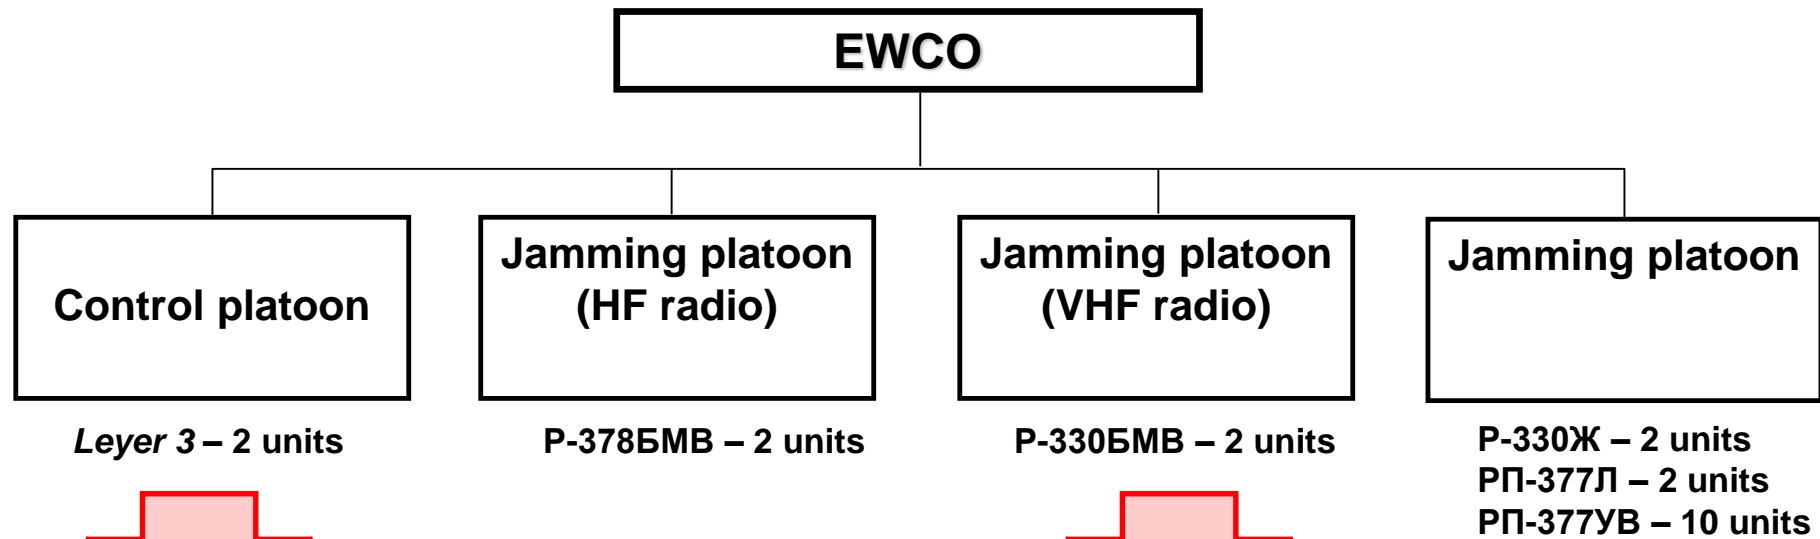 EWCO
Control platoon
Jamming platoon
(HF radio)
Jamming platoon
(VHF radio)
Jamming platoon
Leyer 3 – 2 units
Р-378БМВ – 2 units
Р-330БМВ – 2 units
Р-330Ж – 2 units
РП-377Л – 2 units
РП-377УВ – 10 units